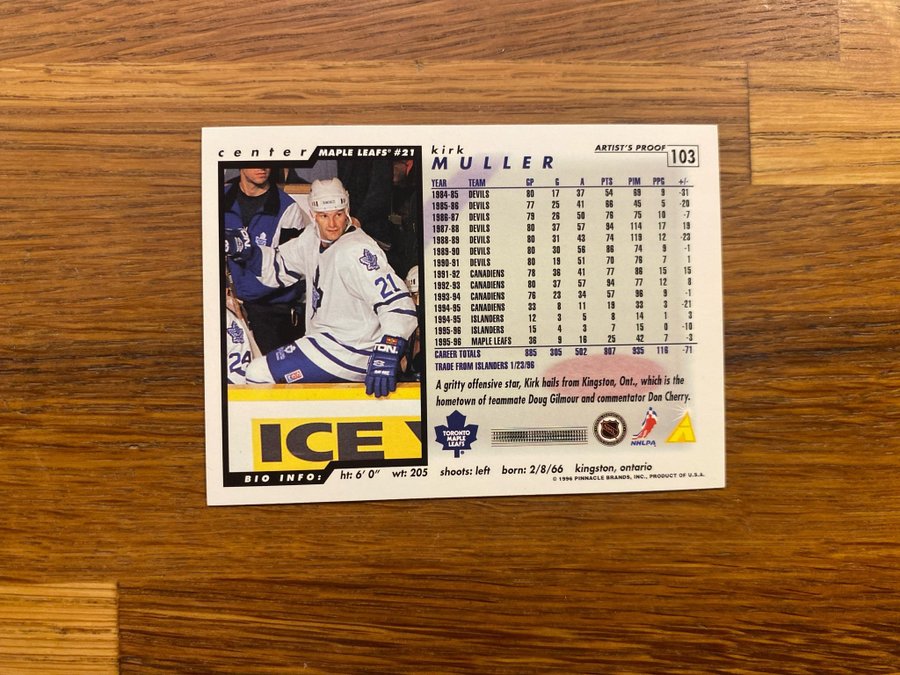 center MAPLE LEAFS® #21
kirk
MULLER
ARTIST'S PROOF 103
YEAR TEAM GP G A PTS PIM PPG +/-
1984-85 DEVILS 80 17 37 54 69 9 -31
1985-86 DEVILS 77 25 41 66 45 5 -20
1986-87 DEVILS 79 26 50 76 75 10 -7
1987-88 DEVILS 80 37 57 94 114 17 19
1988-89 DEVILS 80 31 43 74 119 12 -23
1989-90 DEVILS 80 30 56 86 74 9 -1
1990-91 DEVILS 80 19 51 70 76 7 1
1991-92 CANADIENS 78 36 41 77 86 15 15
1992-93 CANADIENS 80 37 57 94 77 12 8
1993-94 CANADIENS 76 23 34 57 96 9 -1
1994-95 CANADIENS 33 8 11 19 33 3 -21
1994-95 ISLANDERS 12 3 5 8 14 1 3
1995-96 ISLANDERS 15 4 3 7 15 0 -10
1995-96 MAPLE LEAFS 36 9 16 25 42 7 -3
CAREER TOTALS 885 305 502 807 935 116 -71
TRADE FROM ISLANDERS 1/23/96
A gritty offensive star, Kirk hails from Kingston, Ont., which is the
hometown of teammate Doug Gilmour and commentator Don Cherry.
21
24
ICE
TORONTO
MAPLE
LEAFS
NHLPA
BIO INFO: ht: 6' 0" wt: 205 shoots: left born: 2/8/66 kingston, ontario
© 1996 PINNACLE BRANDS, INC., PRODUCT OF U.S.A.